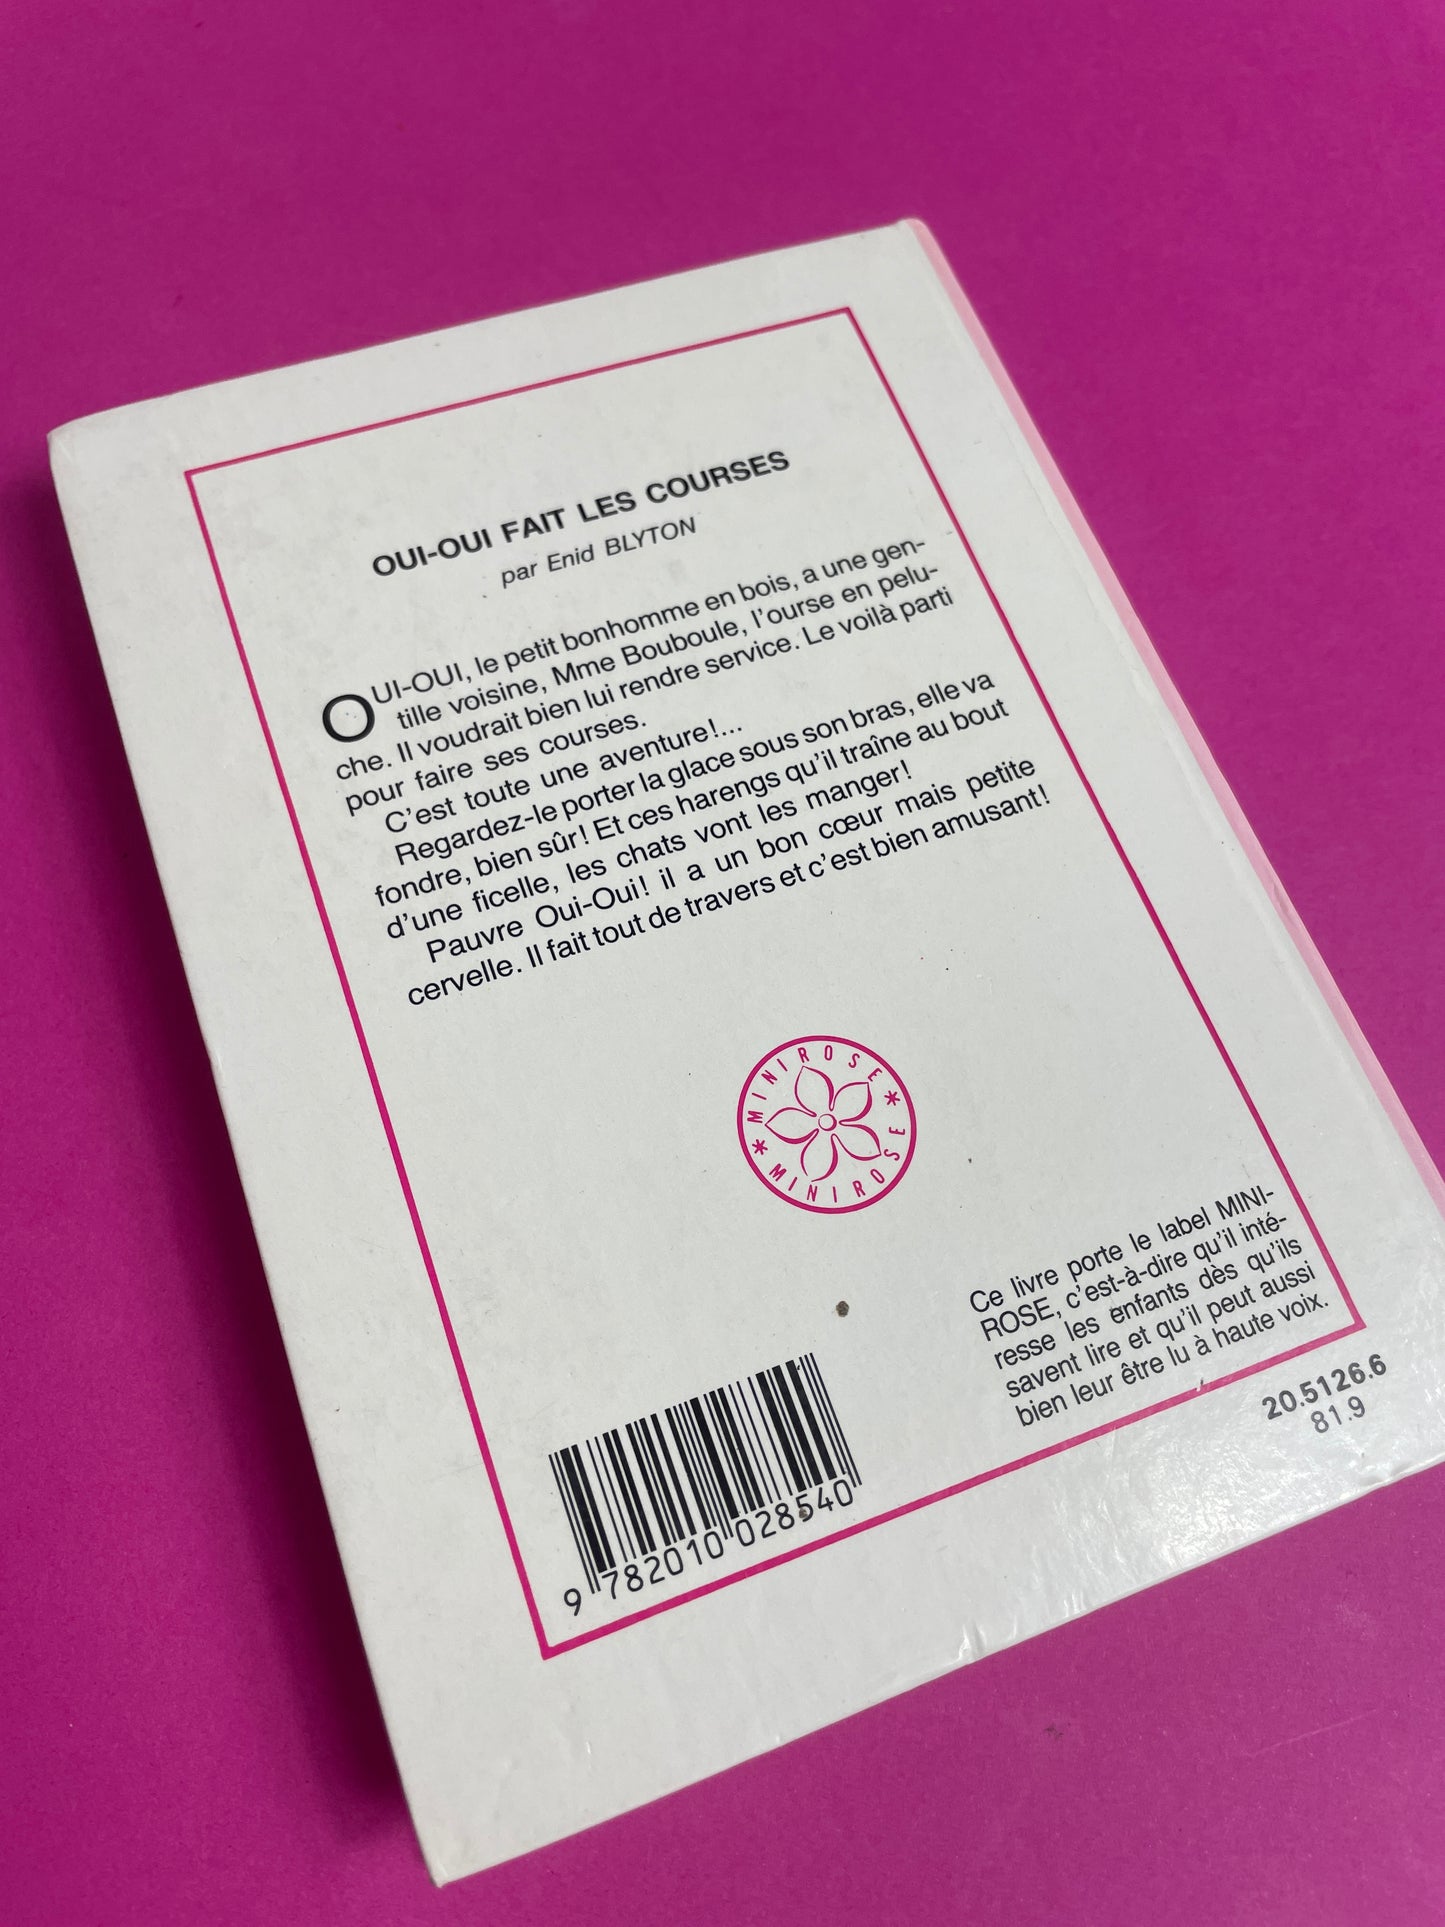 OUI-OUI FAIT LES COURSES
par Enid BLYTON
OUI-OUI, le petit bonhomme en bois, a une gen-
tille voisine, Mme Bouboule, l'ourse en pelu-
che. Il voudrait bien lui rendre service. Le voilà parti
pour faire ses courses.
C'est toute une aventure!...
Regardez-le porter la glace sous son bras, elle va
fondre, bien sûr! Et ces harengs qu'il traîne au bout
d'une ficelle, les chats vont les manger!
Pauvre Oui-Oui! il a un bon cœur mais petite
cervelle. Il fait tout de travers et c'est bien amusant!
MINIROSE * MINIROSE *
Ce livre porte le label MINI-
ROSE, c'est-à-dire qu'il inté-
resse les enfants dès qu'ils
savent lire et qu'il peut aussi
bien leur être lu à haute voix.
9 782010 028540
20.5126.6
81.9